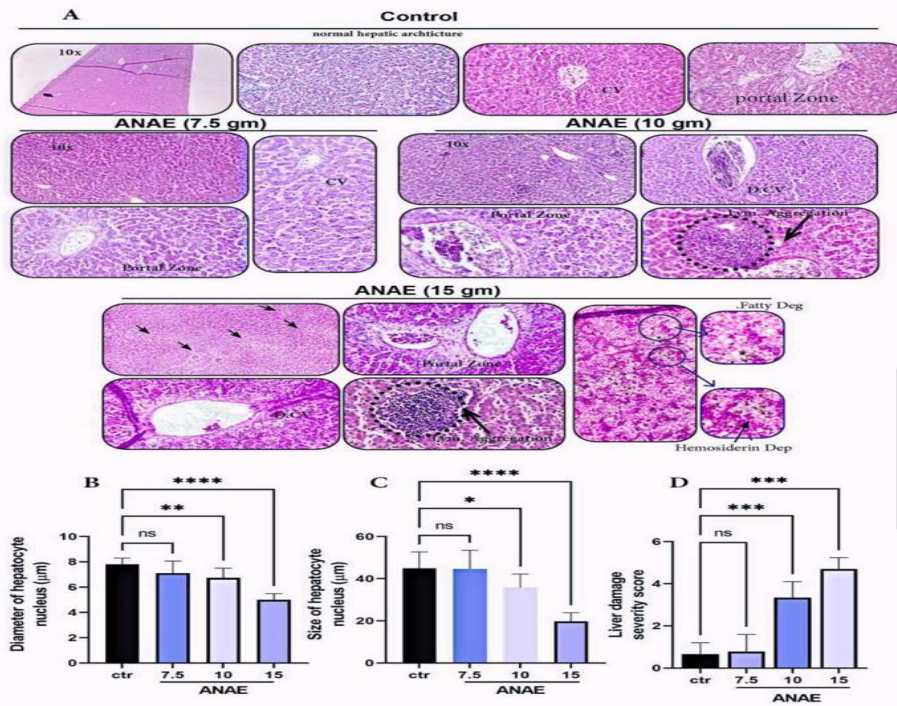 A
Control
normal hepatic archticture
10x
CV
portal Zone
ANAE (7.5 gm)
ANAE (10 gm)
10x
CV
10x
D.CV
Portal Zone
Portal Zone
Lym. Aggregation
ANAE (15 gm)
.Fatty Deg
Portal Zone
D.CV
Lym. Aggregation
Hemosiderin Dep
B
****
**
ns
Diameter of hepatocyte
nucleus (μm)
10
8
6
4
2
0
ctr 7.5 10 15
ANAE
C
****
*
ns
Size of hepatocyte
nucleus (μm)
60
40
20
0
ctr 7.5 10 15
ANAE
D
***
***
ns
Liver damage
severity score
6
4
2
0
ctr 7.5 10 15
ANAE